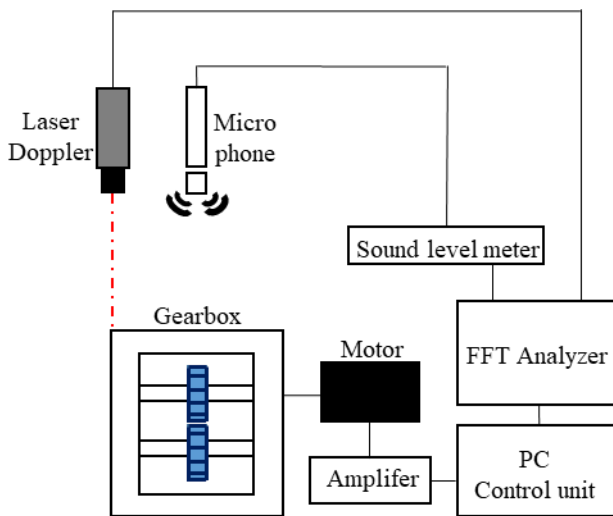 Laser
Doppler
Micro
phone
Sound level meter
Gearbox
Motor
FFT Analyzer
Amplifer
PC
Control unit